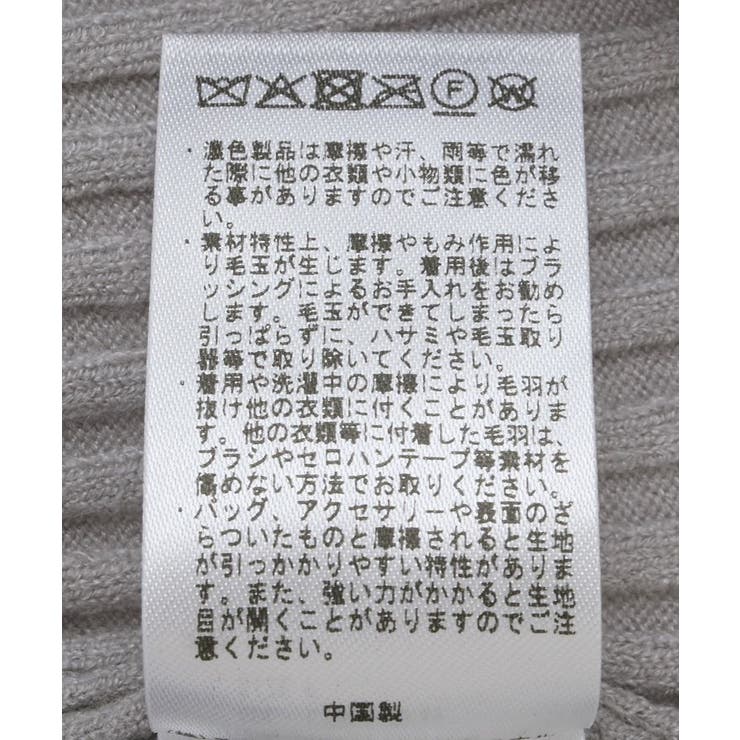 F W
・濃色製品は摩擦や汗、雨等で濡れ
た際に他の衣類や小物類に色が移
る事がありますのでご注意くださ
い。
・素材特性上、摩擦やもみ作用によ
り毛玉が生じます。着用後はブラ
ッシングによるお手入れをお勧め
します。毛玉ができてしまったら
引っぱらずに、ハサミや毛玉取り
器等で取り除いてください。
・着用や洗濯中の摩擦により毛羽が
抜け他の衣類に付くことがありま
す。他の衣類等に付着した毛羽は、
ブラシやセロハンテープ等素材を
傷めない方法でお取りください。
・バッグ、アクセサリーや表面のざ
らついたものと摩擦されると生地
が引っかかりやすい特性がありま
す。また、強い力がかかると生地
目が開くことがありますのでご注
意ください。
中国製